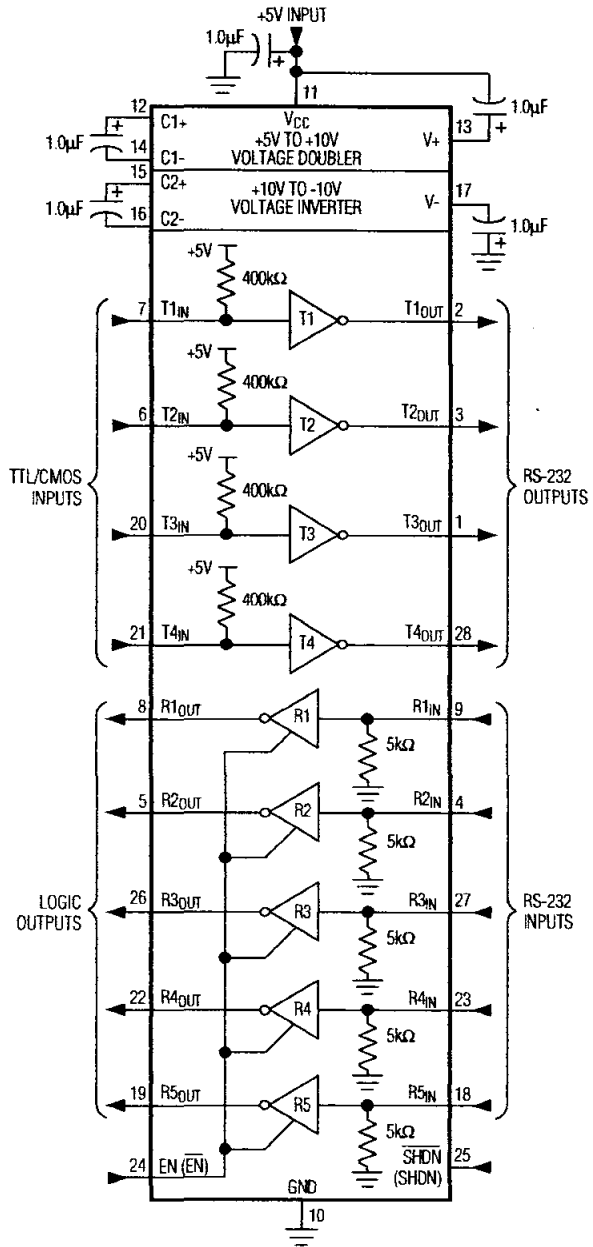 +5V INPUT
1.0µF
11
12 C1+ VCC 1.0µF
1.0µF +5V TO +10V V+ 13
14 C1- VOLTAGE DOUBLER
15 C2+ +10V TO -10V 17
1.0µF VOLTAGE INVERTER V- 1.0µF
16 C2-
+5V
400kΩ
7 T1IN T1 T1OUT 2
+5V
400kΩ
6 T2IN T2 T2OUT 3
TTL/CMOS INPUTS
RS-232 OUTPUTS
+5V
400kΩ
20 T3IN T3 T3OUT 1
+5V
400kΩ
21 T4IN T4 T4OUT 28
8 R1OUT R1 R1IN 9
5kΩ
5 R2OUT R2 R2IN 4
5kΩ
LOGIC OUTPUTS
RS-232 INPUTS
26 R3OUT R3 R3IN 27
5kΩ
22 R4OUT R4 R4IN 23
5kΩ
19 R5OUT R5 R5IN 18
5kΩ
24 EN (E̅N̅) S̅H̅D̅N̅ 25
(SHDN)
GND
10